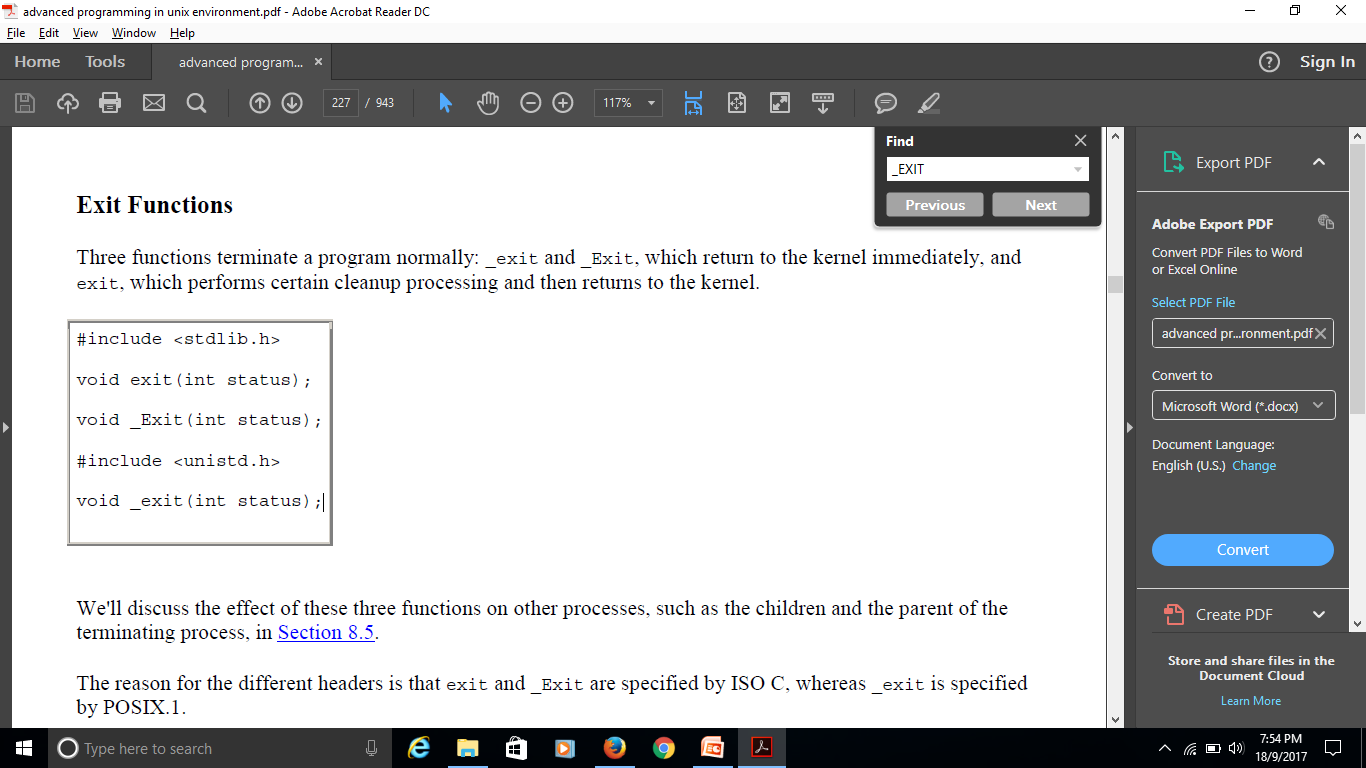 advanced programming in unix environment.pdf - Adobe Acrobat Reader DC
File Edit View Window Help
Home Tools advanced program... × ? Sign In
227 / 943 117%
Find
_EXIT
Previous Next
Exit Functions
Three functions terminate a program normally: _exit and _Exit, which return to the kernel immediately, and
exit, which performs certain cleanup processing and then returns to the kernel.
#include <stdlib.h>
void exit(int status);
void _Exit(int status);
#include <unistd.h>
void _exit(int status);
We'll discuss the effect of these three functions on other processes, such as the children and the parent of the
terminating process, in Section 8.5.
The reason for the different headers is that exit and _Exit are specified by ISO C, whereas _exit is specified
by POSIX.1.
Export PDF
Adobe Export PDF
Convert PDF Files to Word
or Excel Online
Select PDF File
advanced pr...ronment.pdf
Convert to
Microsoft Word (*.docx)
Document Language:
English (U.S.) Change
Convert
Create PDF
Store and share files in the
Document Cloud
Learn More
Type here to search
7:54 PM
18/9/2017